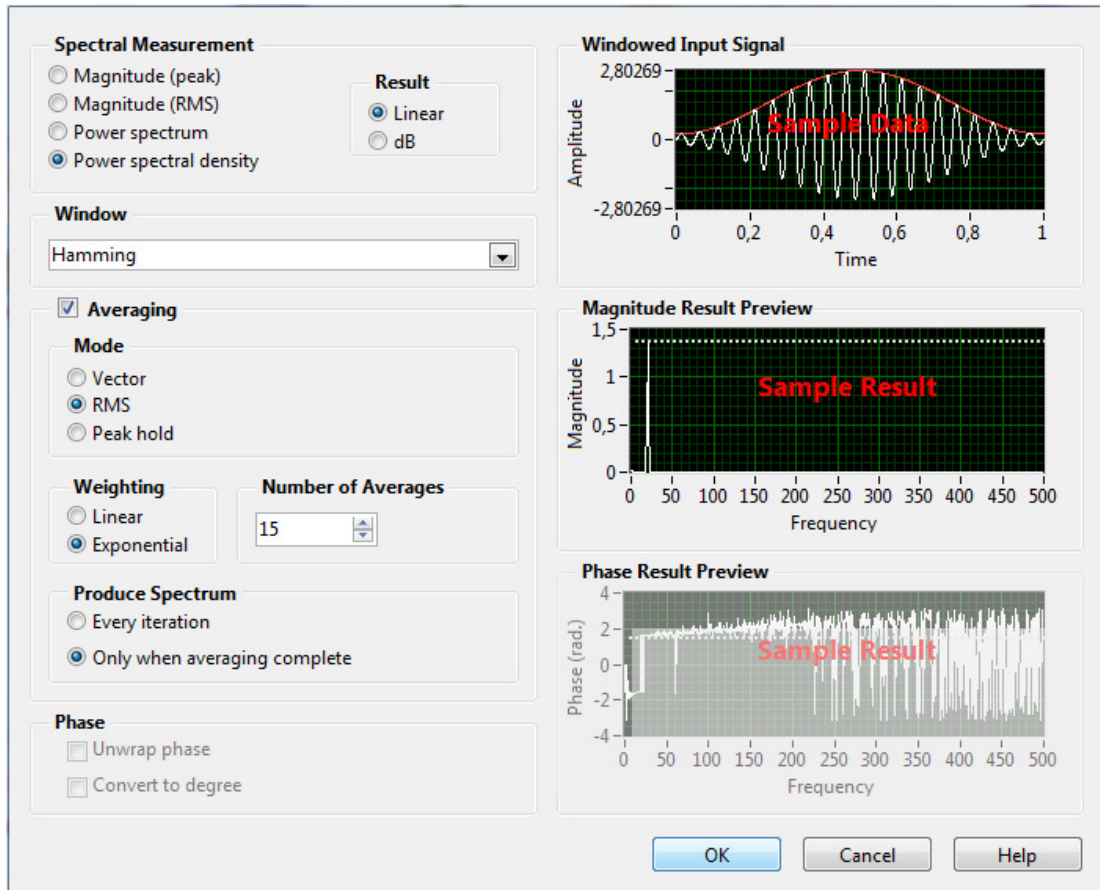 Spectral Measurement
Magnitude (peak)
Magnitude (RMS)
Power spectrum
Power spectral density
Result
Linear
dB
Window
Hamming
Averaging
Mode
Vector
RMS
Peak hold
Weighting
Linear
Exponential
Number of Averages
15
Produce Spectrum
Every iteration
Only when averaging complete
Phase
Unwrap phase
Convert to degree
Windowed Input Signal
2,80269
0
-2,80269
Amplitude
Sample Data
0 0,2 0,4 0,6 0,8 1
Time
Magnitude Result Preview
1,5
1
0,5
0
Magnitude
Sample Result
0 50 100 150 200 250 300 350 400 450 500
Frequency
Phase Result Preview
4
2
0
-2
-4
Phase (rad.)
Sample Result
0 50 100 150 200 250 300 350 400 450 500
Frequency
OK Cancel Help